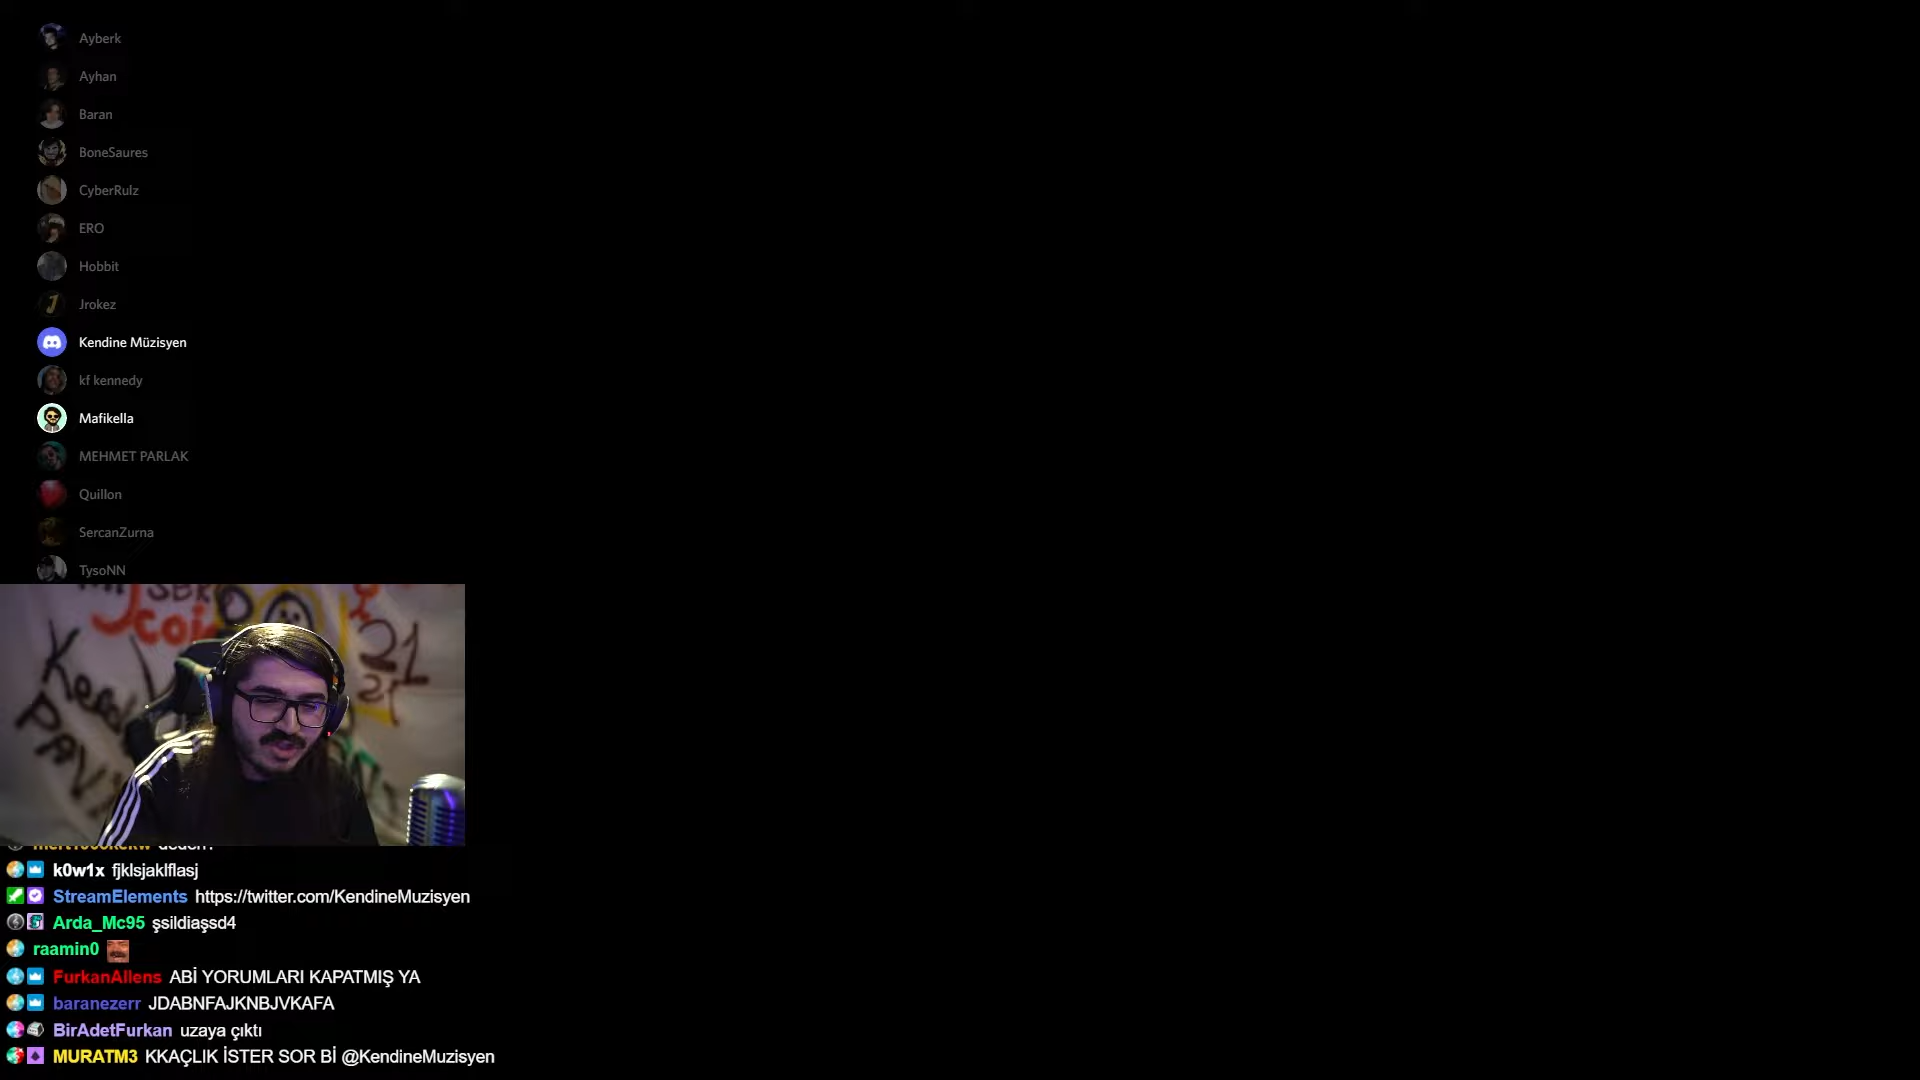 Ayberk
Ayhan
Baran
BoneSaures
CyberRulz
ERO
Hobbit
Jrokez
Kendine Müzisyen
kf kennedy
Mafikella
MEHMET PARLAK
Quillon
SercanZurna
TysoNN
coin
31
k0w1x fjklsjaklflasj
StreamElements https://twitter.com/KendineMuzisyen
Arda_Mc95 şsildiaşsd4
raamin0
FurkanAllens ABİ YORUMLARI KAPATMIŞ YA
baranezerr JDABNFAJKNBJVKAFA
BirAdetFurkan uzaya çıktı
MURATM3 KKAÇLIK İSTER SOR Bİ @KendineMuzisyen